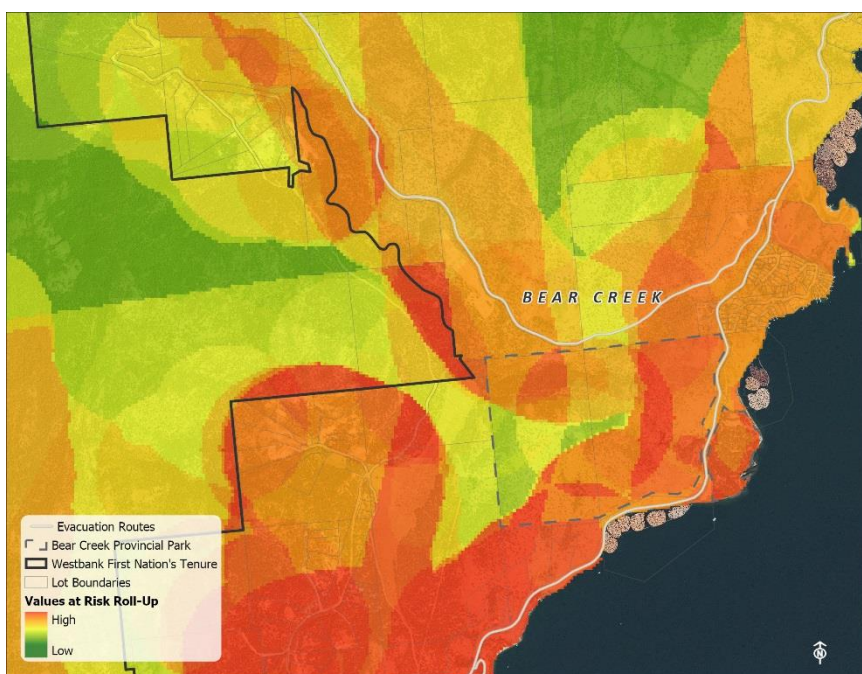 BEAR CREEK
Evacuation Routes
Bear Creek Provincial Park
Westbank First Nation's Tenure
Lot Boundaries
Values at Risk Roll-Up
High
Low
N